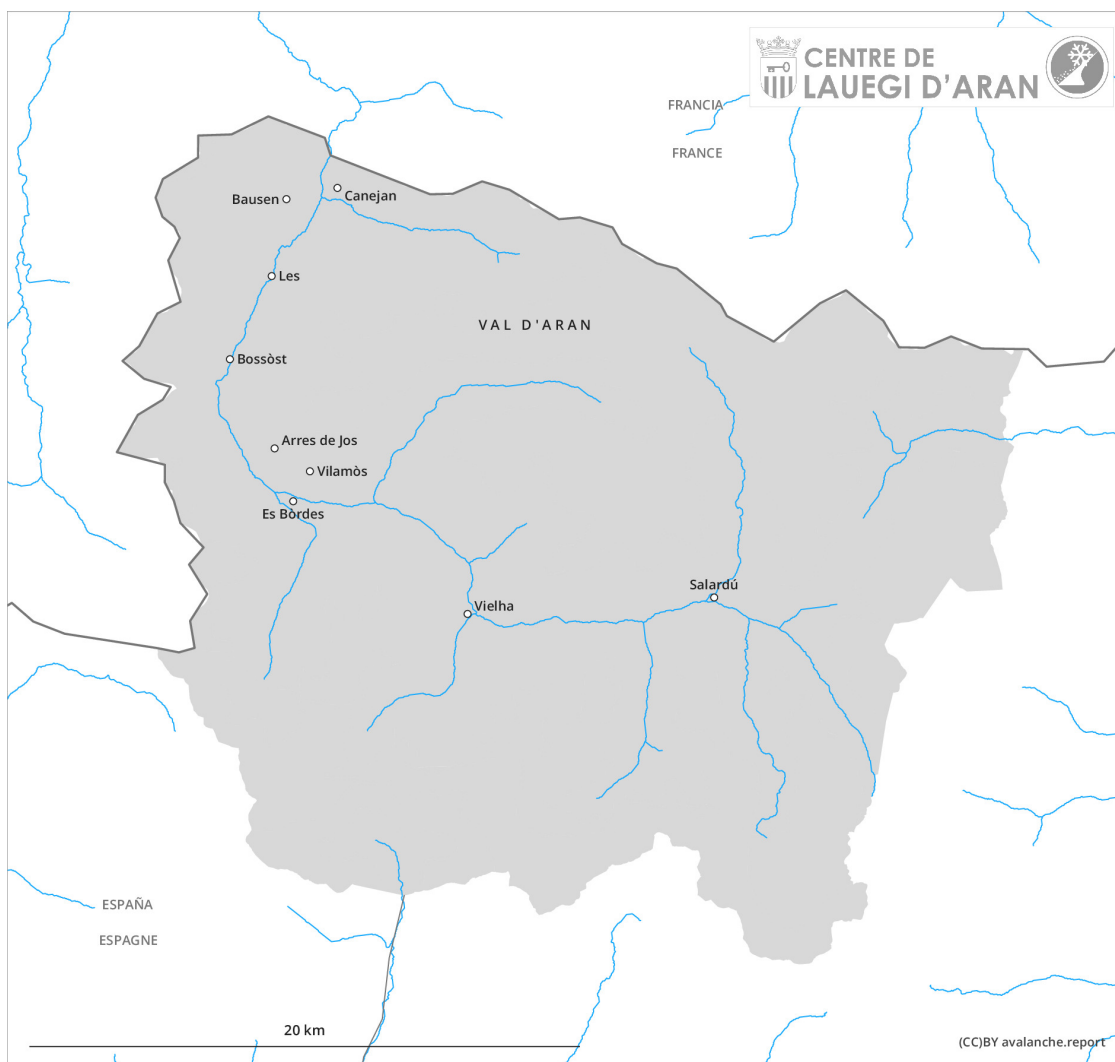 CENTRE DE
LAUEGI D'ARAN
FRANCIA
FRANCE
Bausen
Canejan
Les
VAL D'ARAN
Bossòst
Arres de Jos
Vilamòs
Es Bòrdes
Salardú
Vielha
ESPAÑA
ESPAGNE
20 km
(CC)BY avalanche.report